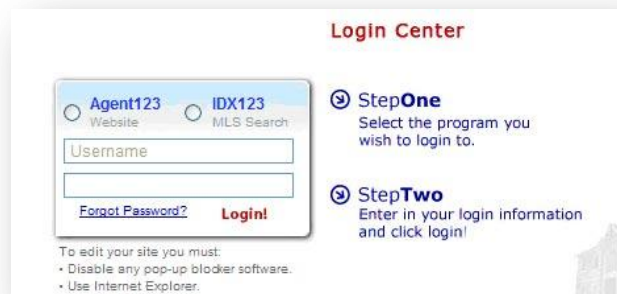 Login Center
Agent123
Website
IDX123
MLS Search
Username
Forgot Password?
Login!
To edit your site you must:
• Disable any pop-up blocker software.
• Use Internet Explorer.
StepOne
Select the program you
wish to login to.
StepTwo
Enter in your login information
and click login!